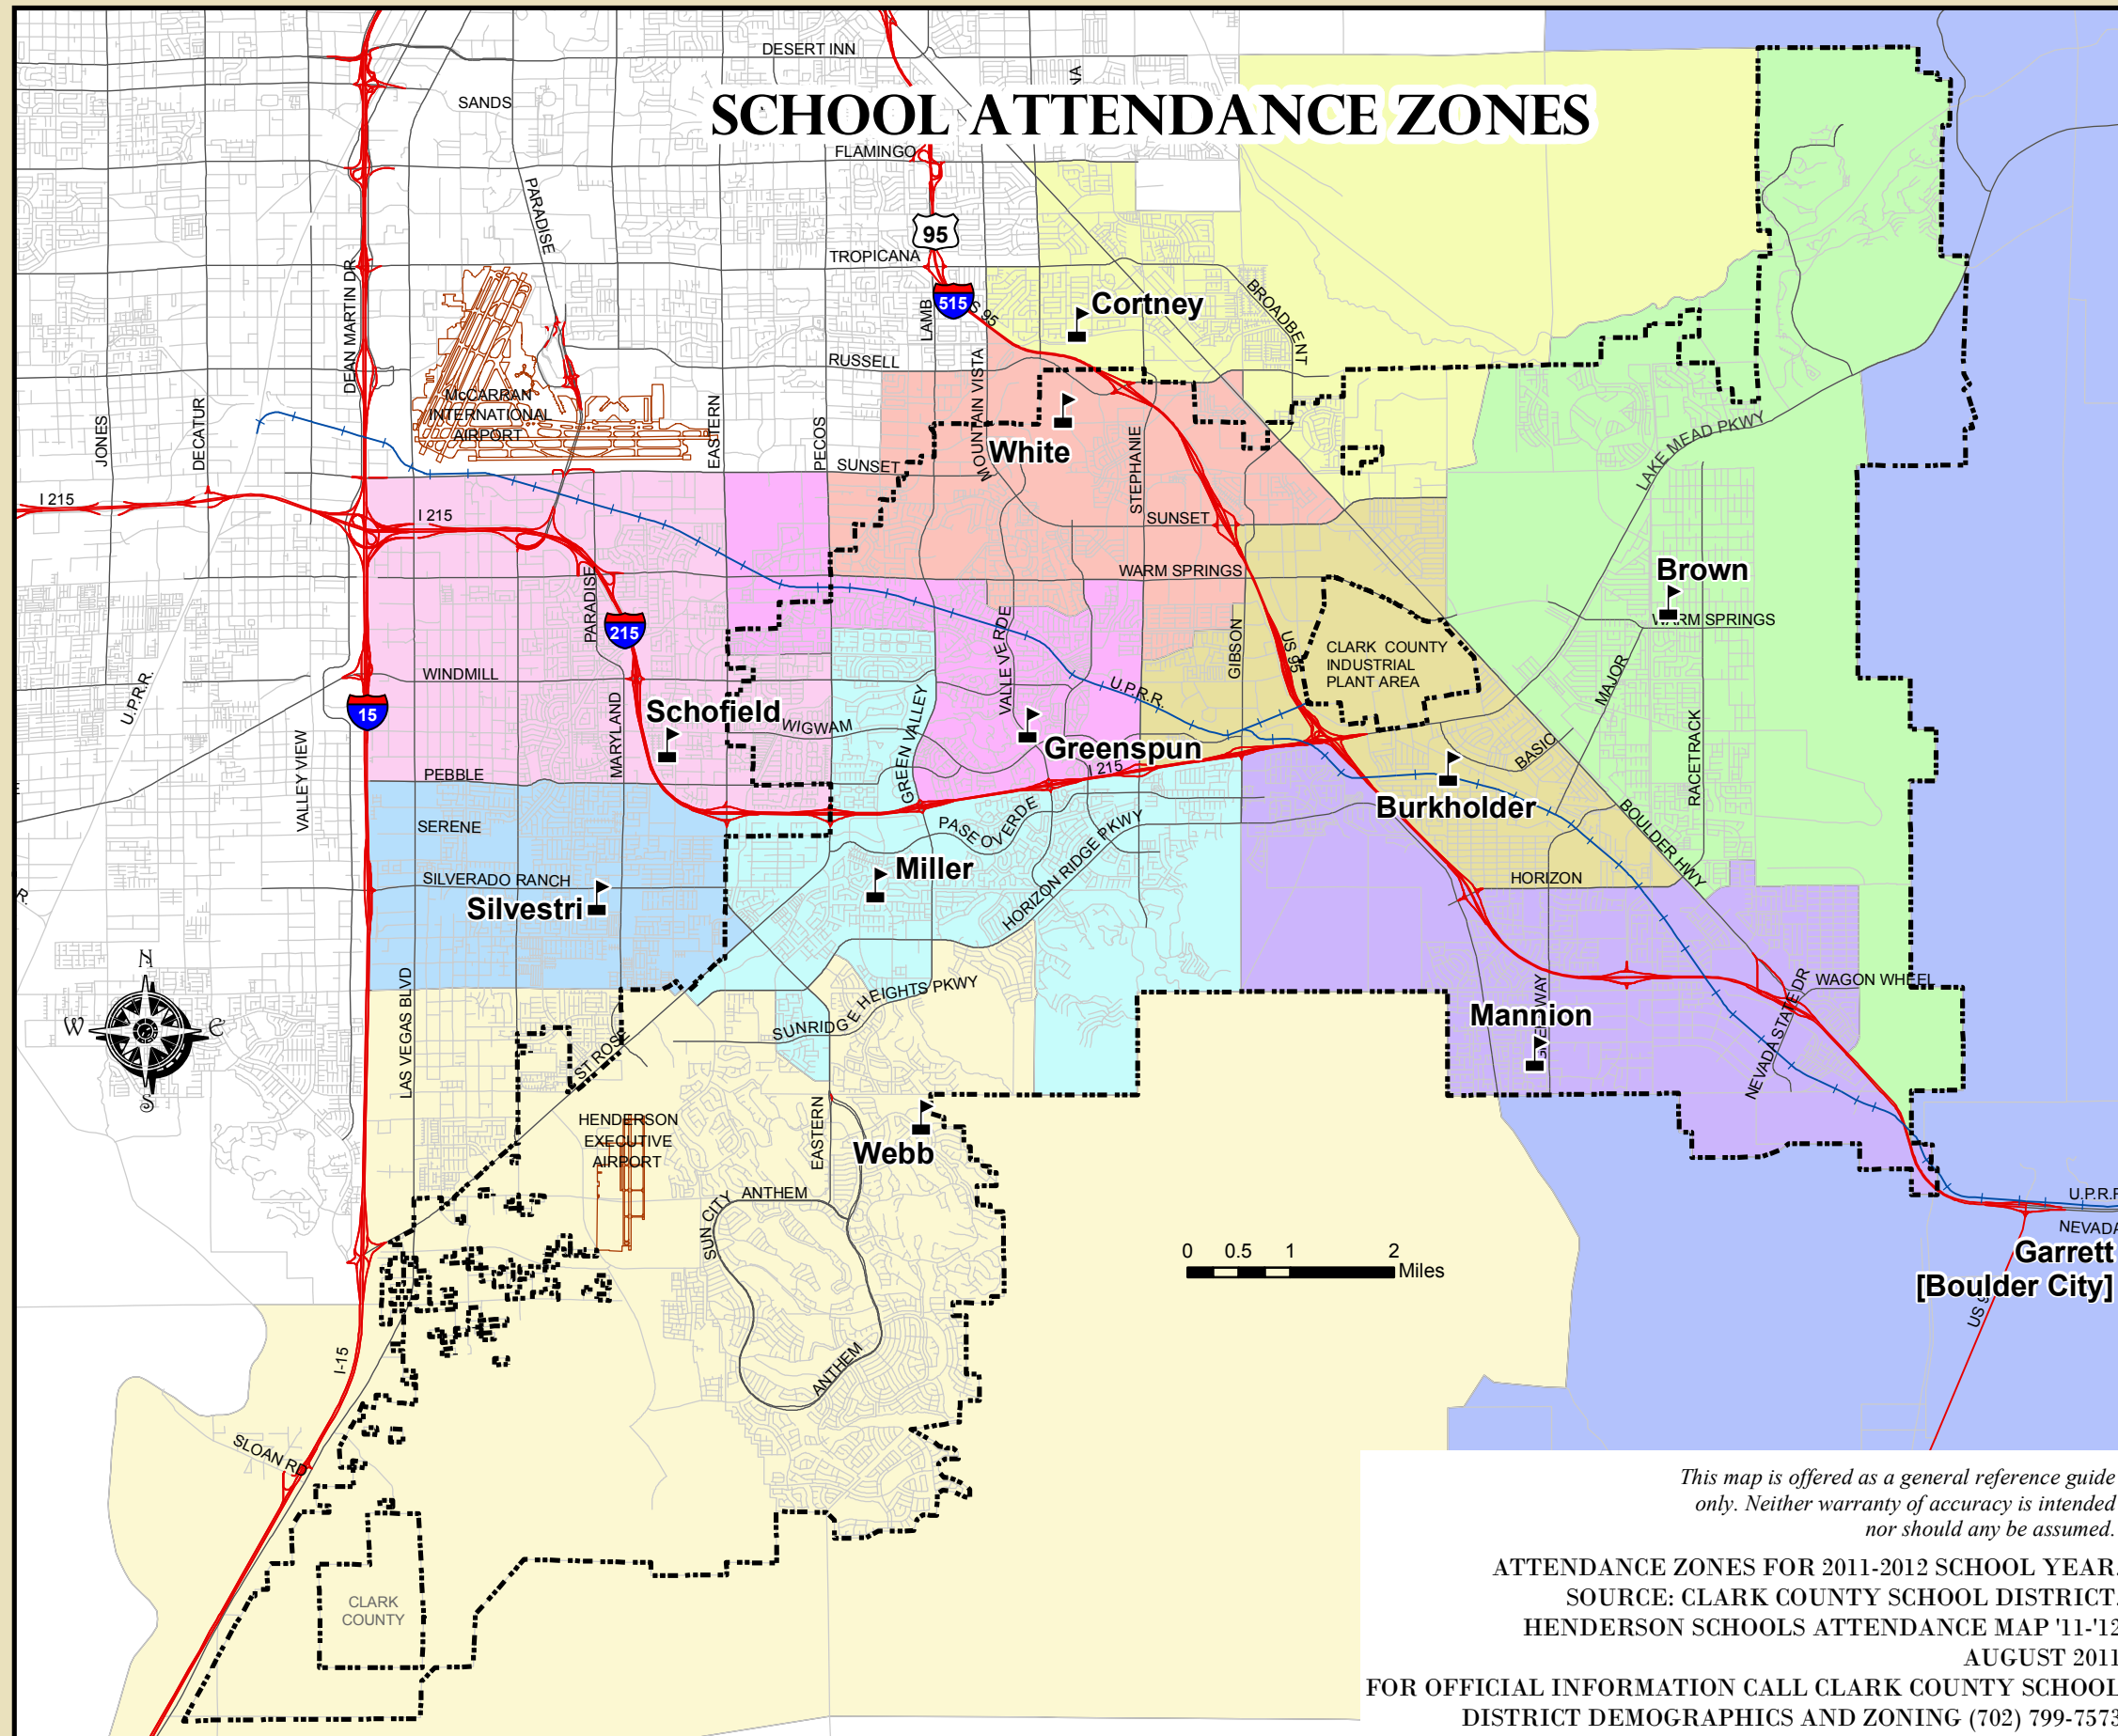 DESERT INN
SANDS
SCHOOL ATTENDANCE ZONES
FLAMINGO
PARADISE
95
TROPICANA
DEAN MARTIN DR
515
S 95
LAMB
Cortney
BROADBENT
RUSSELL
MOUNTAIN VISTA
McCARRAN
INTERNATIONAL
AIRPORT
JONES
DECATUR
EASTERN
PECOS
White
STEPHANIE
SUNSET
LAKE MEAD PKWY
I 215
I 215
SUNSET
WARM SPRINGS
Brown
WARM SPRINGS
PARADISE
215
VALLE VERDE
GIBSON
US 95
CLARK COUNTY
INDUSTRIAL
PLANT AREA
U.P.R.R.
WINDMILL
U.P.R.R.
MAJOR
15
Schofield
WIGWAM
GREEN VALLEY
MARYLAND
Greenspun
BASIC
RACETRACK
VALLEY VIEW
PEBBLE
I 215
Burkholder
BOULDER HWY
SERENE
PASEO VERDE
HORIZON RIDGE PKWY
Miller
SILVERADO RANCH
HORIZON
Silvestri
R.
N
W
E
S
LAS VEGAS BLVD
SUNRIDGE HEIGHTS PKWY
WAGON WHEEL
NEVADA STATE DR
Mannion
ST ROSE
HENDERSON
EXECUTIVE
AIRPORT
EASTERN
Webb
ANTHEM
SUN CITY
ANTHEM
U.P.R.R
NEVADA
Garrett
[Boulder City]
US 9
0 0.5 1 2
Miles
I-15
SLOAN RD
CLARK
COUNTY
This map is offered as a general reference guide
only. Neither warranty of accuracy is intended
nor should any be assumed.
ATTENDANCE ZONES FOR 2011-2012 SCHOOL YEAR.
SOURCE: CLARK COUNTY SCHOOL DISTRICT.
HENDERSON SCHOOLS ATTENDANCE MAP '11-'12
AUGUST 2011
FOR OFFICIAL INFORMATION CALL CLARK COUNTY SCHOOL
DISTRICT DEMOGRAPHICS AND ZONING (702) 799-7573